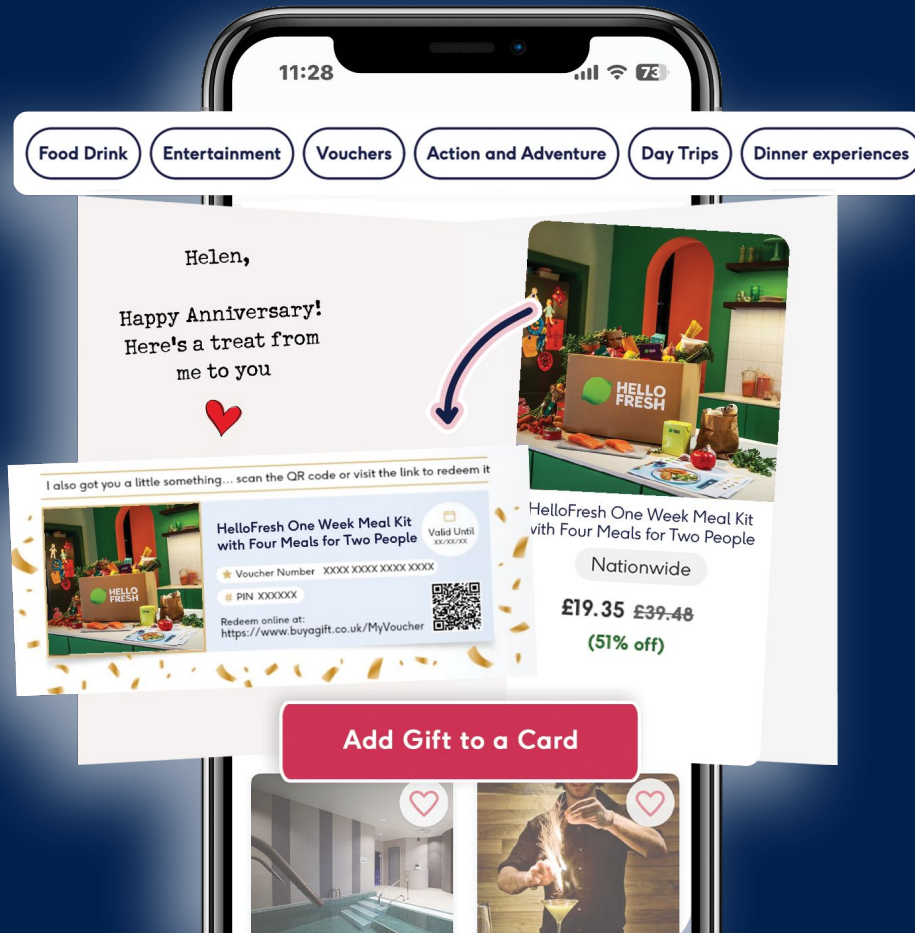 11:28
73
Food Drink
Entertainment
Vouchers
Action and Adventure
Day Trips
Dinner experiences
Helen,
Happy Anniversary!
Here's a treat from
me to you
HELLO
FRESH
HelloFresh One Week Meal Kit
with Four Meals for Two People
Nationwide
£19.35 £39.48
(51% off)
I also got you a little something... scan the QR code or visit the link to redeem it
HELLO
FRESH
HelloFresh One Week Meal Kit
with Four Meals for Two People
Valid Until
XX/XX/XX
Voucher Number XXXX XXXX XXXX XXXX
# PIN XXXXXX
Redeem online at:
https://www.buyagift.co.uk/MyVoucher
Add Gift to a Card